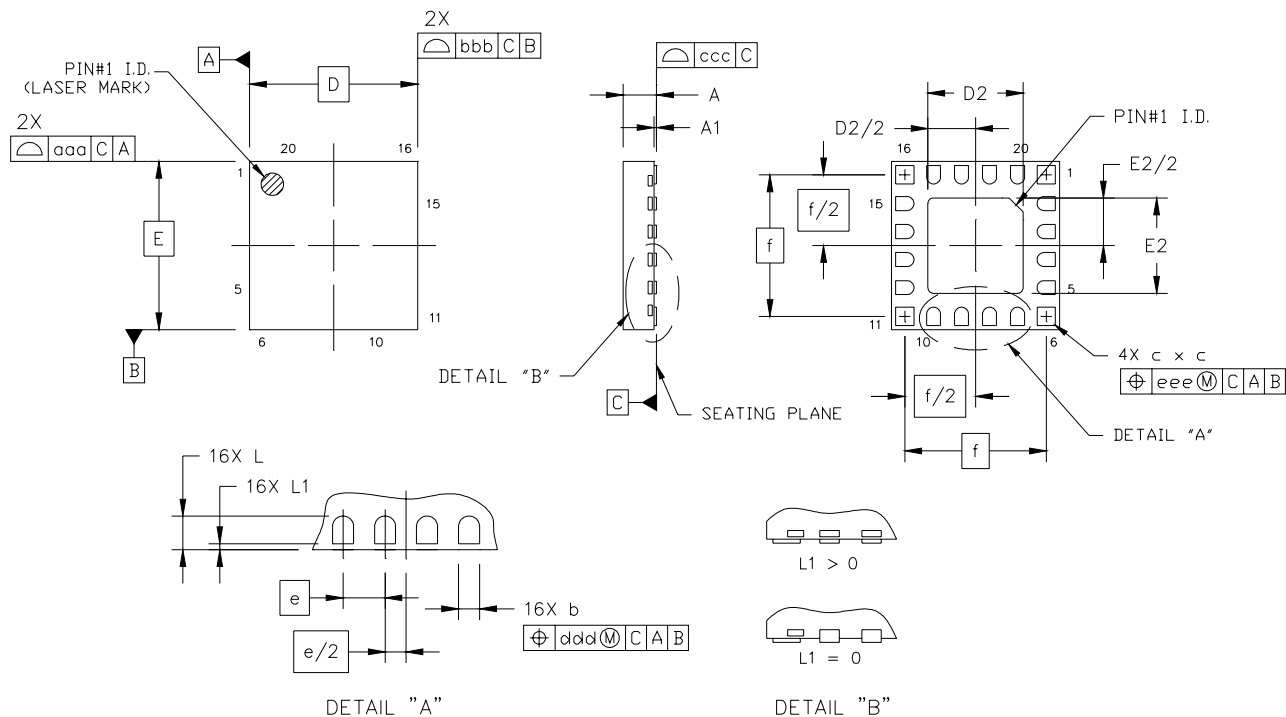 2X
⌓ bbb C B
A
PIN#1 I.D.
(LASER MARK)
D
2X
⌓ aaa C A
20
16
1
15
E
5
11
6
10
B
⌓ ccc C
A
A1
DETAIL "B"
C
SEATING PLANE
D2
D2/2
PIN#1 I.D.
16
20
1
E2/2
15
f/2
f
E2
5
11
10
6
4X c x c
⌖ eee Ⓜ C A B
f/2
f
DETAIL "A"
16X L
16X L1
e
e/2
16X b
⌖ ddd Ⓜ C A B
DETAIL "A"
L1 > 0
L1 = 0
DETAIL "B"